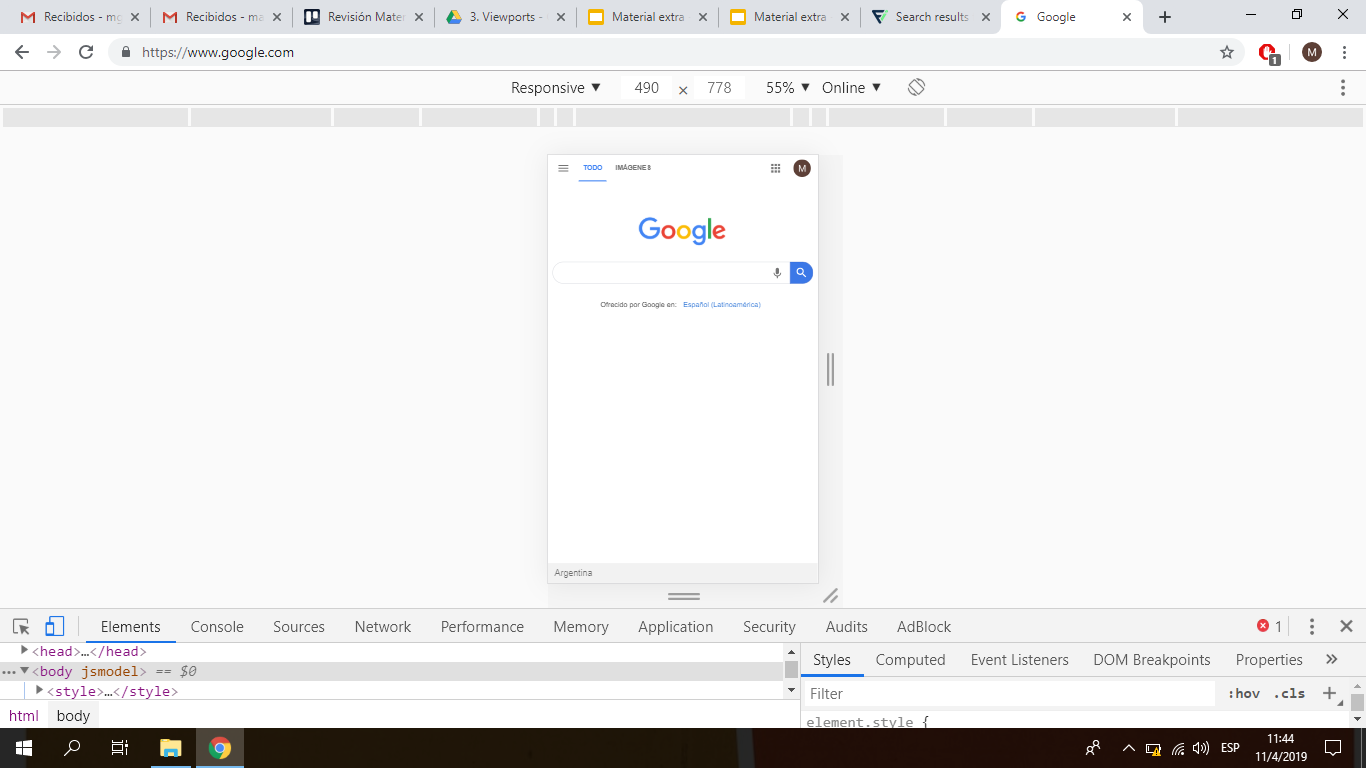 Recibidos - mg
Recibidos - ma
Revisión Mater
3. Viewports -
Material extra
Material extra
Search results
Google
https://www.google.com
1
M
Responsive ▼ 490 × 778 55% ▼ Online ▼
TODO IMÁGENES
M
Google
Ofrecido por Google en: Español (Latinoamérica)
Argentina
Elements Console Sources Network Performance Memory Application Security Audits AdBlock
1
<head>…</head>
<body jsmodel> == $0
<style>…</style>
html body
Styles Computed Event Listeners DOM Breakpoints Properties »
Filter :hov .cls +
element.style {
ESP
11:44
11/4/2019